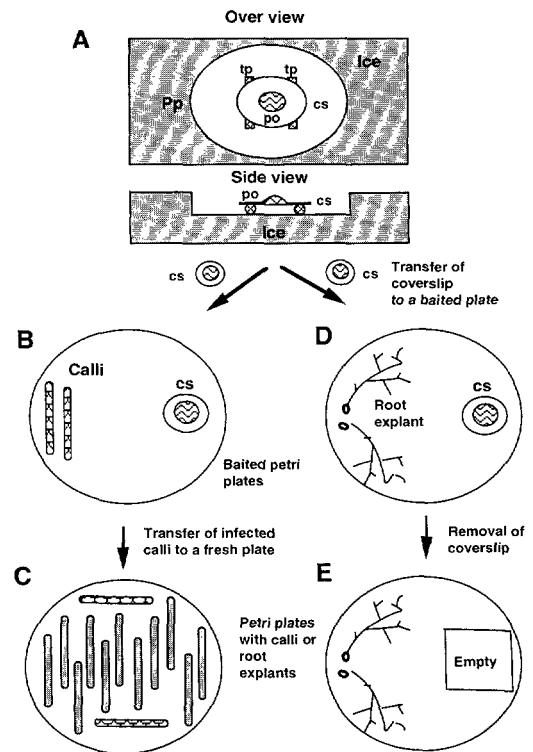 Over view
A
tp tp
Ice
Pp
cs
po
Side view
po
cs
Ice
cs
cs
Transfer of
coverslip
to a baited plate
B
Calli
cs
Baited petri
plates
D
Root
explant
cs
Transfer of infected
calli to a fresh plate
Removal of
coverslip
C
Petri plates
with calli or
root
explants
E
Empty